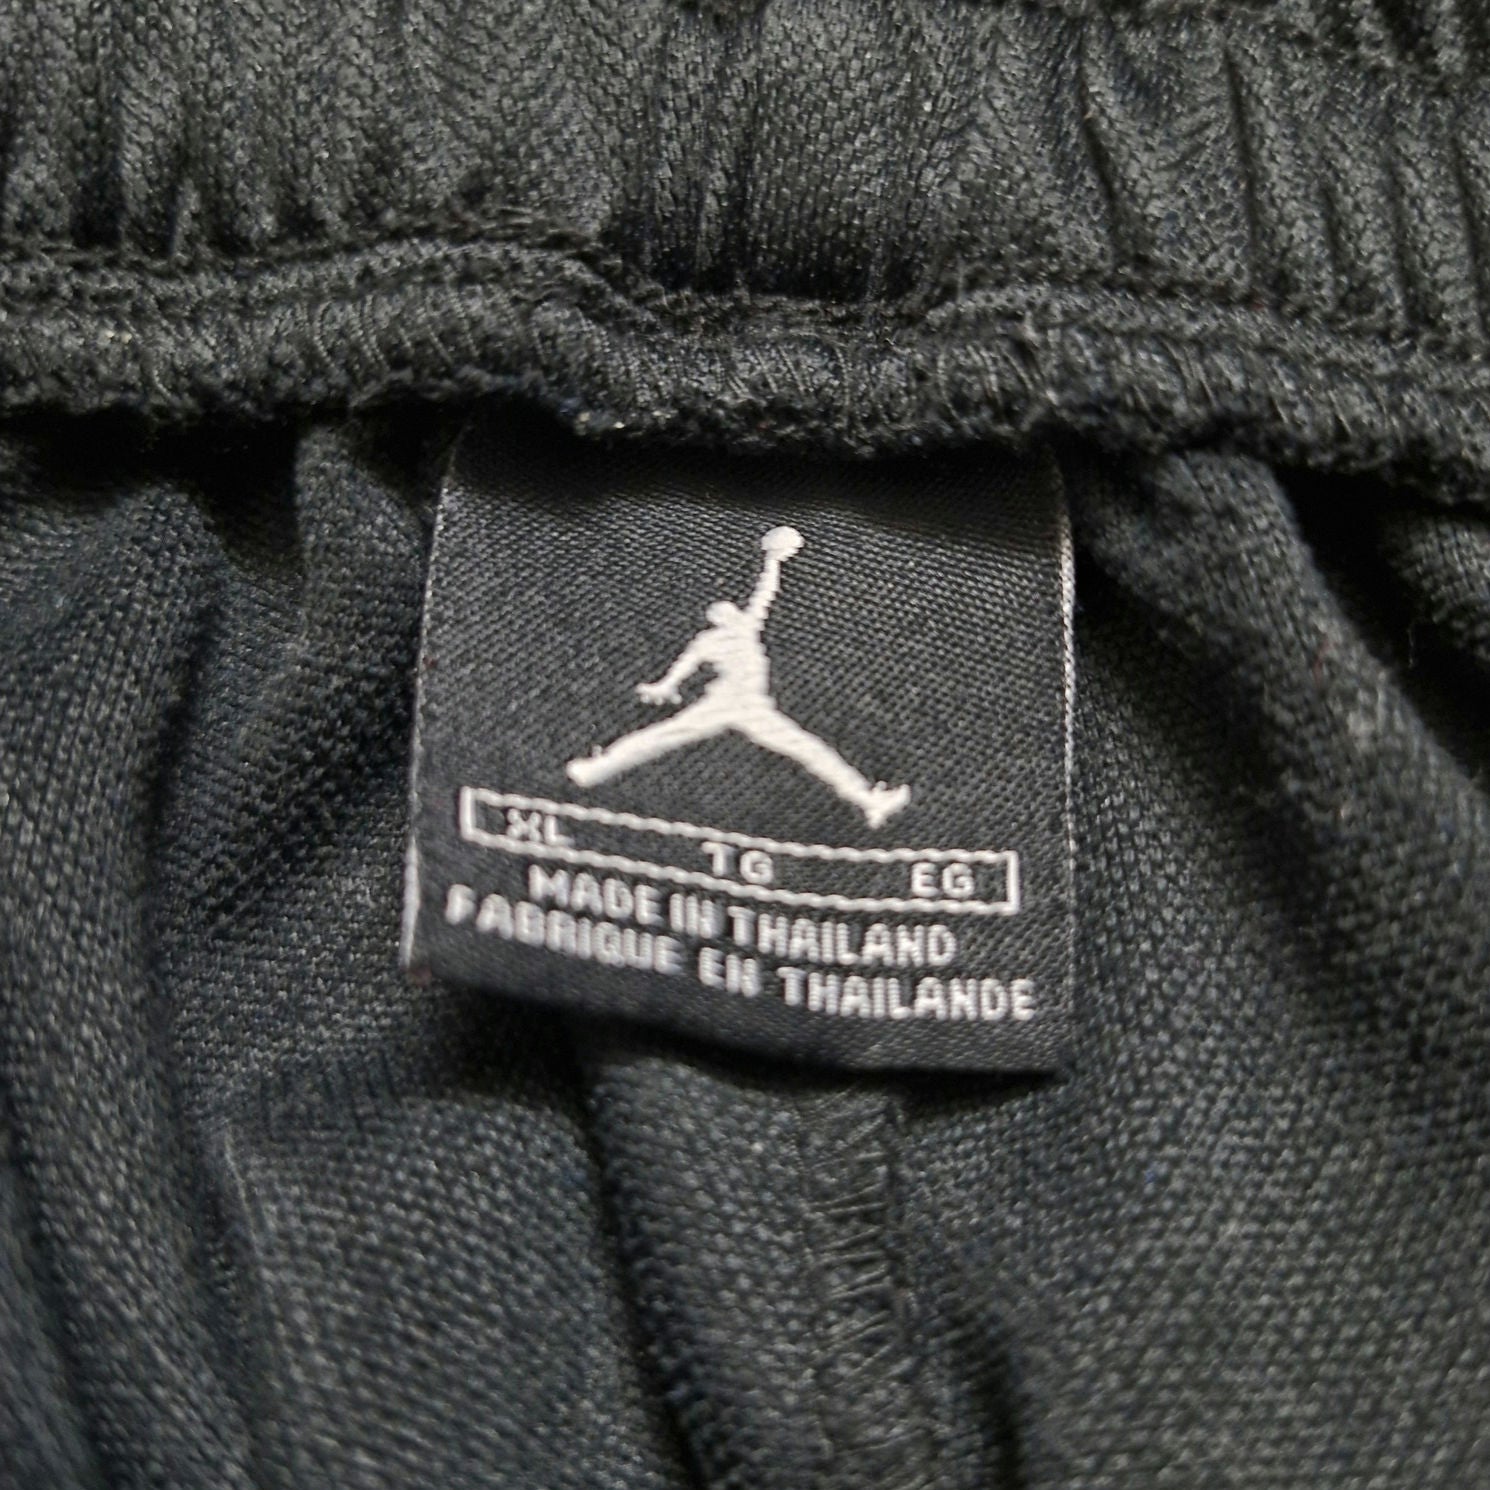 XL TG EG
MADE IN THAILAND
FABRIQUE EN THAILANDE